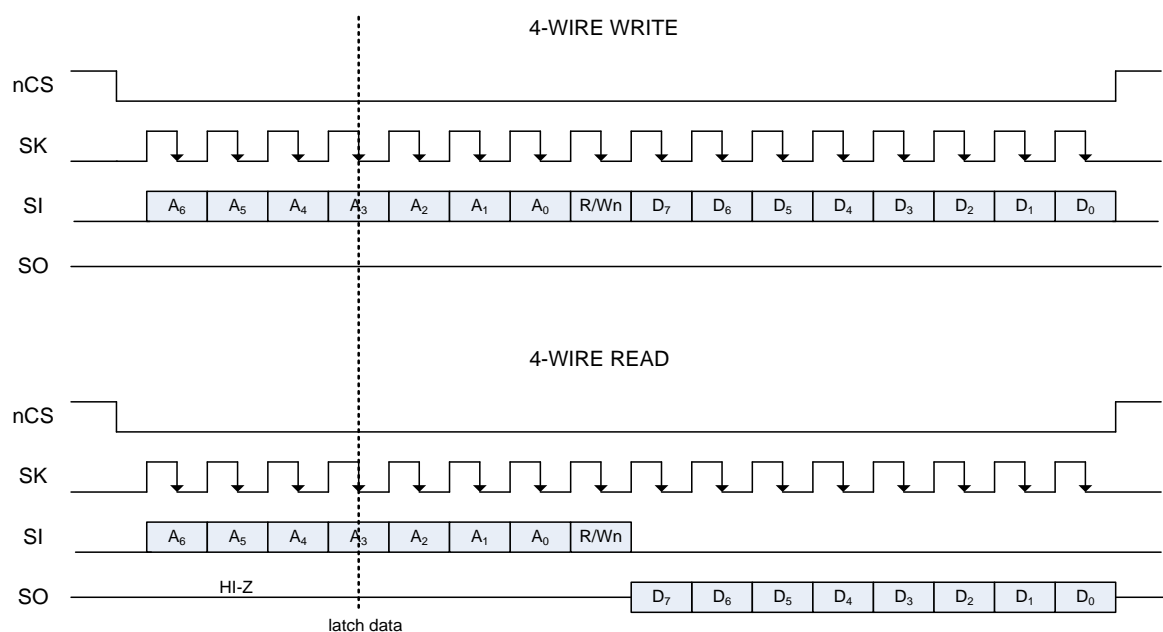 4-WIRE WRITE
nCS
SK
SI A₆ A₅ A₄ A₃ A₂ A₁ A₀ R/Wn D₇ D₆ D₅ D₄ D₃ D₂ D₁ D₀
SO
4-WIRE READ
nCS
SK
SI A₆ A₅ A₄ A₃ A₂ A₁ A₀ R/Wn
SO HI-Z D₇ D₆ D₅ D₄ D₃ D₂ D₁ D₀
latch data